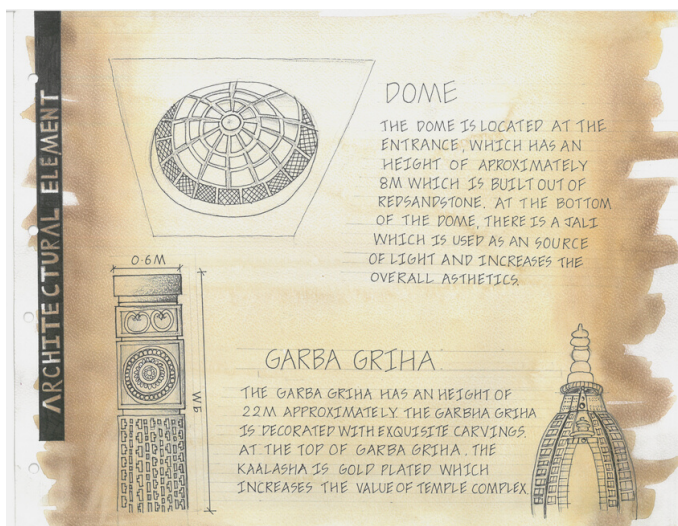 ARCHITECTURAL ELEMENT
DOME
THE DOME IS LOCATED AT THE
ENTRANCE, WHICH HAS AN
HEIGHT OF APROXIMATELY
8M WHICH IS BUILT OUT OF
REDSANDSTONE. AT THE BOTTOM
OF THE DOME, THERE IS A JALI
WHICH IS USED AS AN SOURCE
OF LIGHT AND INCREASES THE
OVERALL ASTHETICS.
0.6M
GARBA GRIHA
THE GARBA GRIHA HAS AN HEIGHT OF
22M APPROXIMATELY. THE GARBHA GRIHA
IS DECORATED WITH EXQUISITE CARVINGS.
AT THE TOP OF GARBA GRIHA. THE
KAALASHA IS GOLD PLATED WHICH
INCREASES THE VALUE OF TEMPLE COMPLEX.